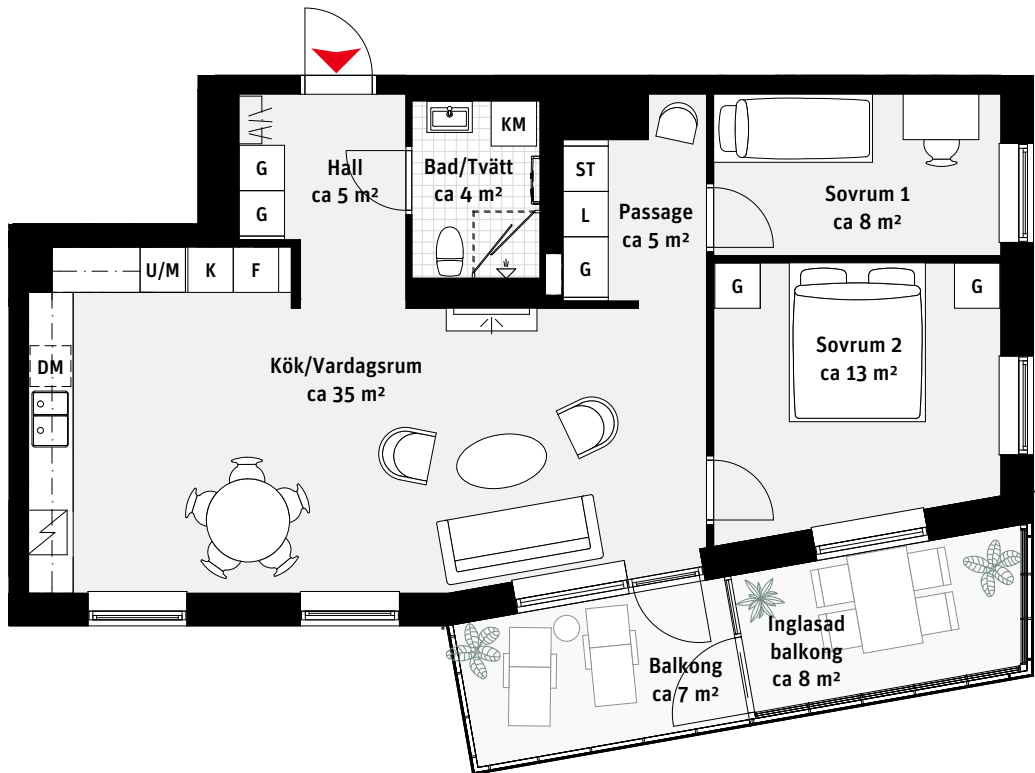 KM
G
Hall
ca 5 m²
Bad/Tvätt
ca 4 m²
ST
G
L
Passage
ca 5 m²
G
Sovrum 1
ca 8 m²
U/M
K
F
G
G
Sovrum 2
ca 13 m²
DM
Kök/Vardagsrum
ca 35 m²
Balkong
ca 7 m²
Inglasad
balkong
ca 8 m²